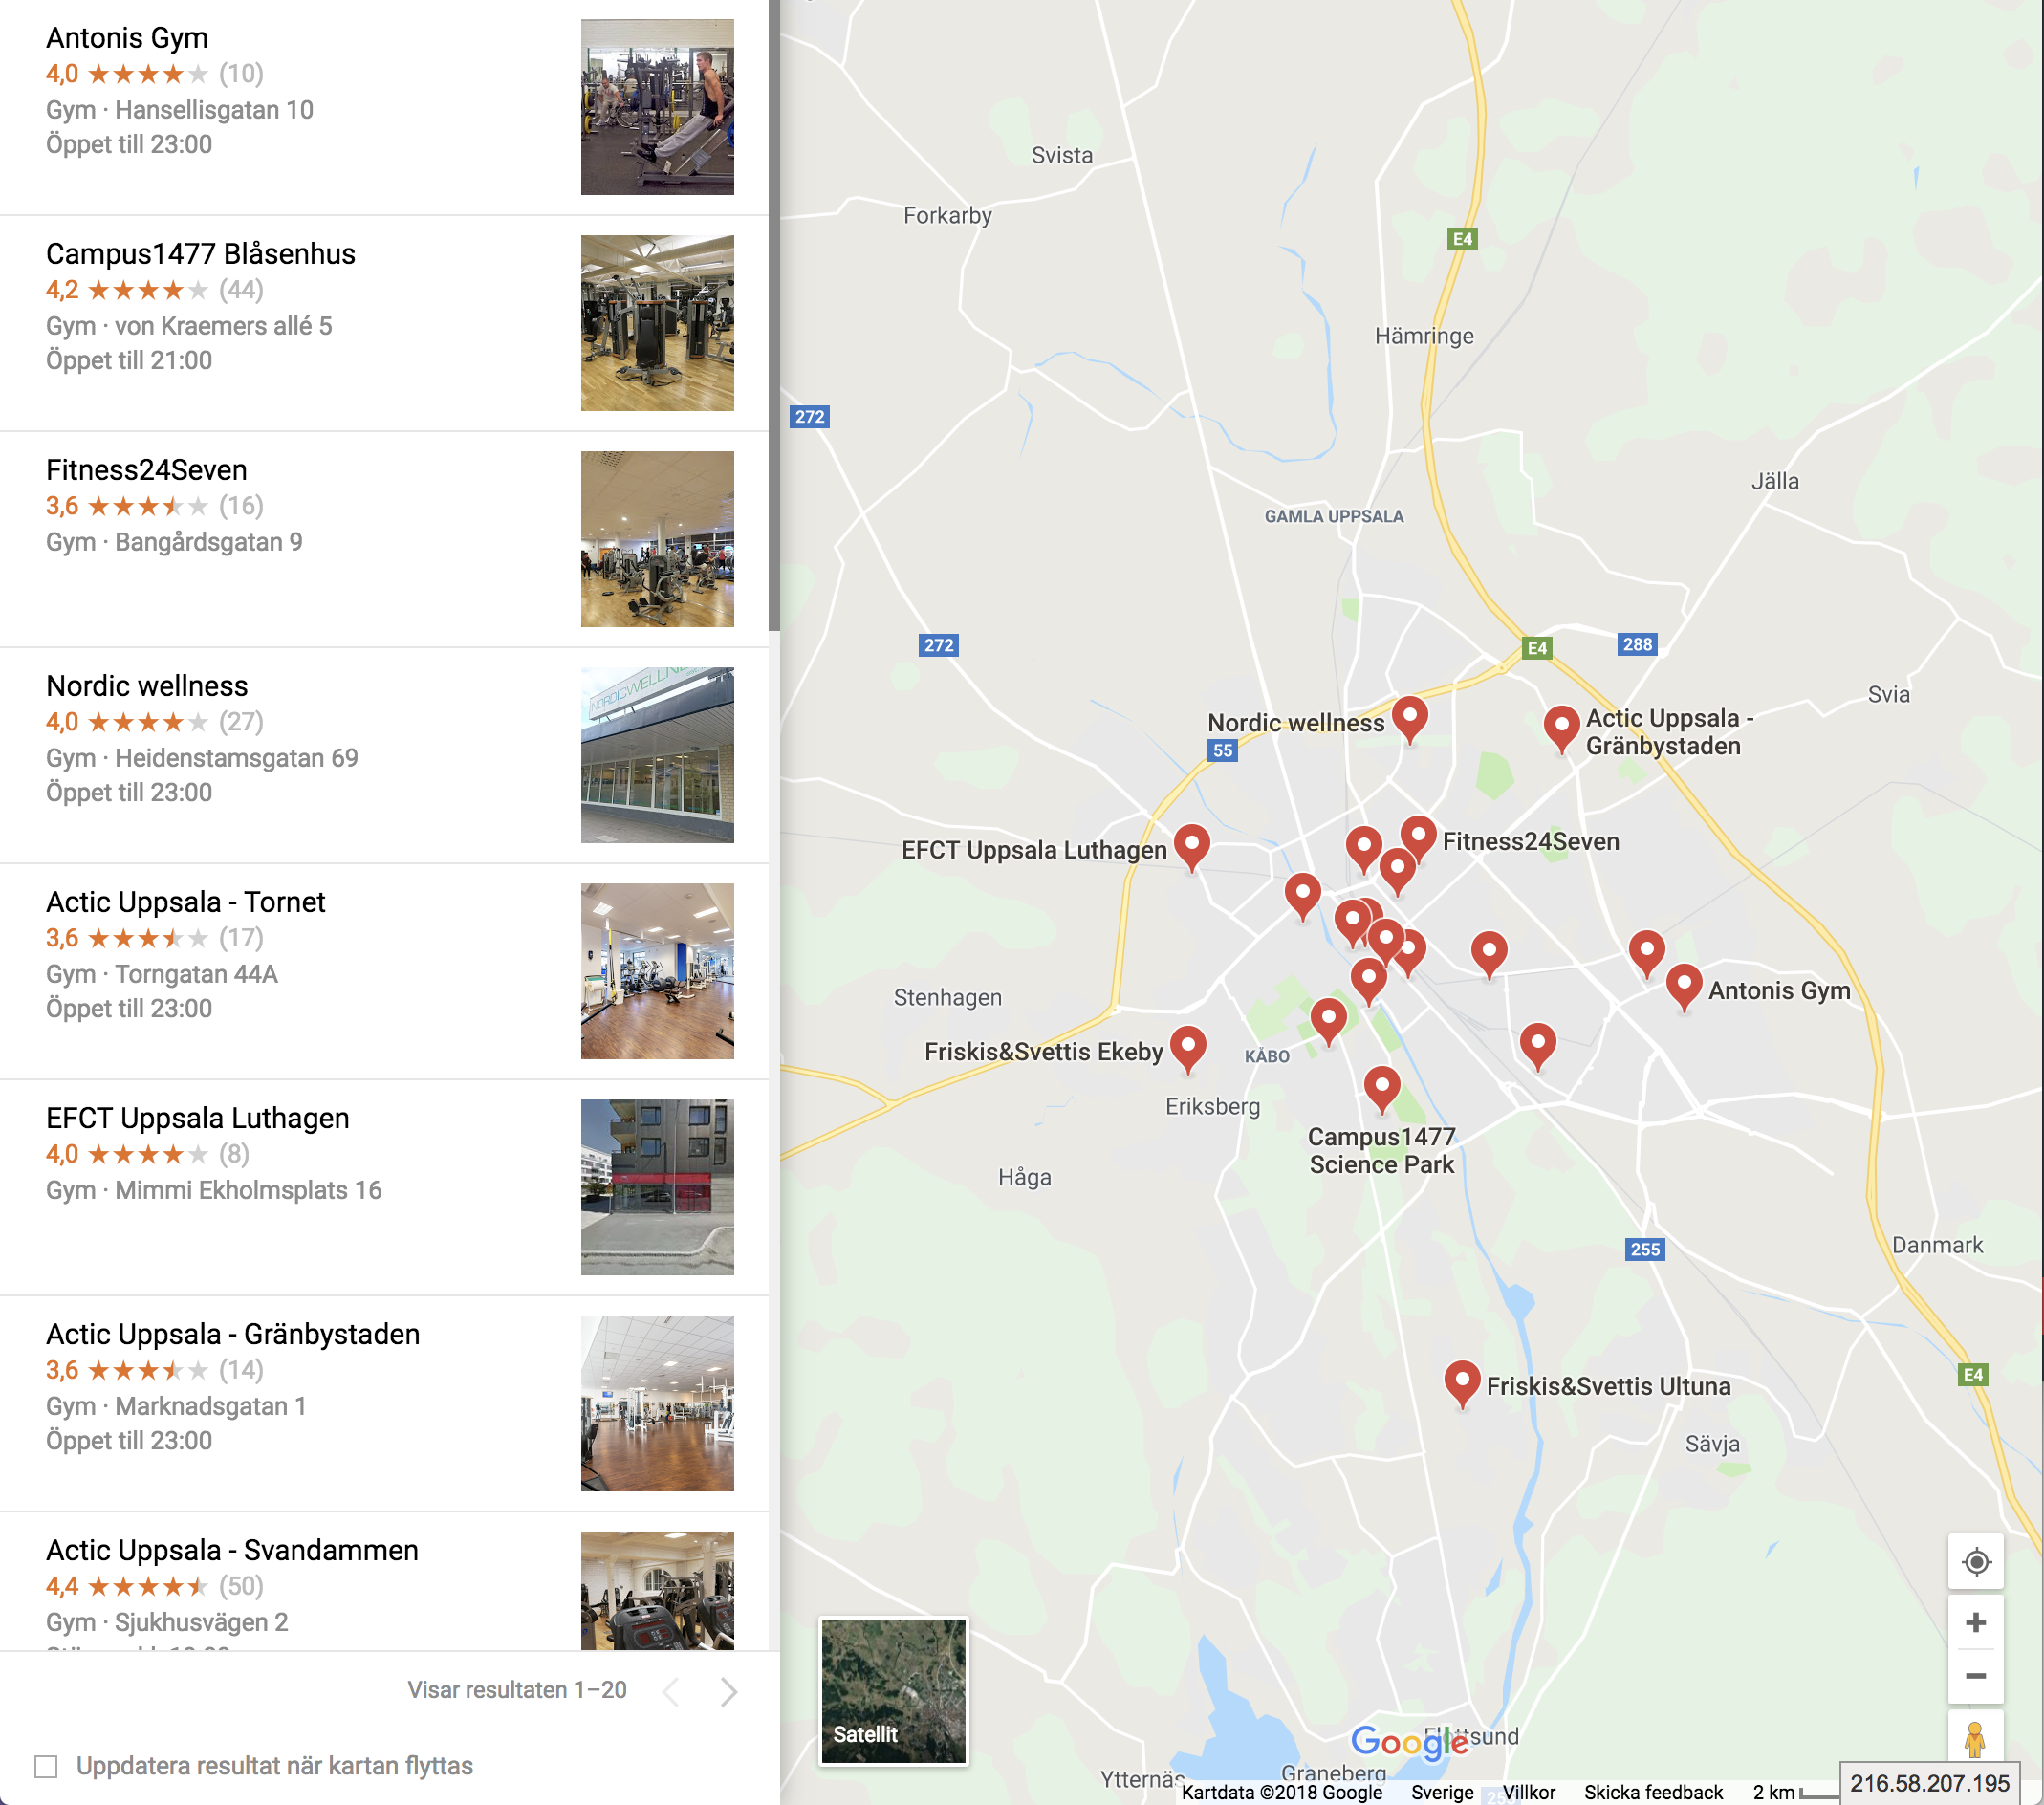 Antonis Gym
4,0 ★★★★★ (10)
Gym · Hansellisgatan 10
Öppet till 23:00
Campus1477 Blåsenhus
4,2 ★★★★★ (44)
Gym · von Kraemers allé 5
Öppet till 21:00
Fitness24Seven
3,6 ★★★★★ (16)
Gym · Bangårdsgatan 9
Nordic wellness
4,0 ★★★★★ (27)
Gym · Heidenstamsgatan 69
Öppet till 23:00
Actic Uppsala - Tornet
3,6 ★★★★★ (17)
Gym · Torngatan 44A
Öppet till 23:00
EFCT Uppsala Luthagen
4,0 ★★★★★ (8)
Gym · Mimmi Ekholmsplats 16
Actic Uppsala - Gränbystaden
3,6 ★★★★★ (14)
Gym · Marknadsgatan 1
Öppet till 23:00
Actic Uppsala - Svandammen
4,4 ★★★★★ (50)
Gym · Sjukhusvägen 2
Visar resultaten 1–20
Uppdatera resultat när kartan flyttas
Svista
Forkarby
E4
Hämringe
272
Jälla
GAMLA UPPSALA
272
E4
288
Svia
Nordic wellness
Actic Uppsala -
Gränbystaden
55
Fitness24Seven
EFCT Uppsala Luthagen
Stenhagen
Antonis Gym
Friskis&Svettis Ekeby
KÅBO
Eriksberg
Campus1477
Science Park
Håga
255
Danmark
E4
Friskis&Svettis Ultuna
Sävja
Satellit
Google
Flottsund
Ytternäs
Graneberg
Kartdata ©2018 Google
Sverige
Villkor
Skicka feedback
2 km
216.58.207.195